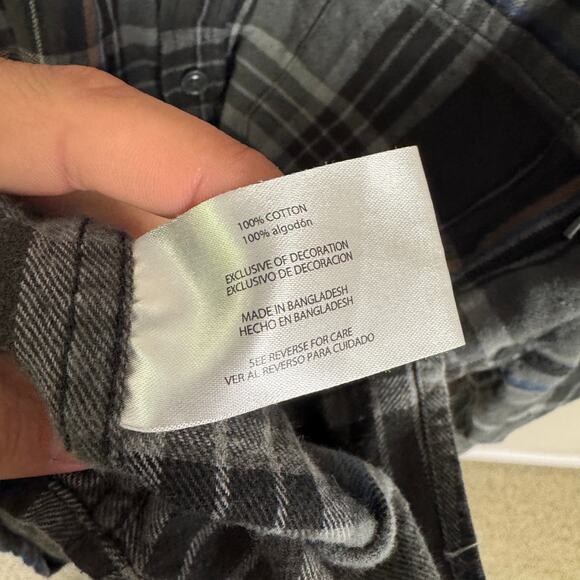 100% COTTON
100% algodón
EXCLUSIVE OF DECORATION
EXCLUSIVO DE DECORACION
MADE IN BANGLADESH
HECHO EN BANGLADESH
SEE REVERSE FOR CARE
VER AL REVERSO PARA CUIDADO